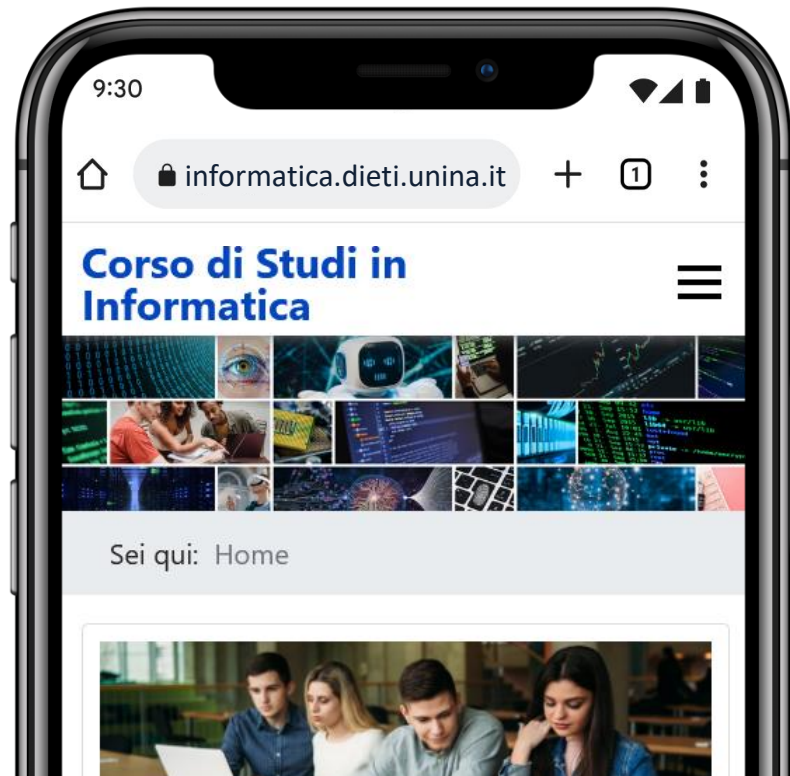 9:30
informatica.dieti.unina.it
1
Corso di Studi in
Informatica
Sei qui: Home